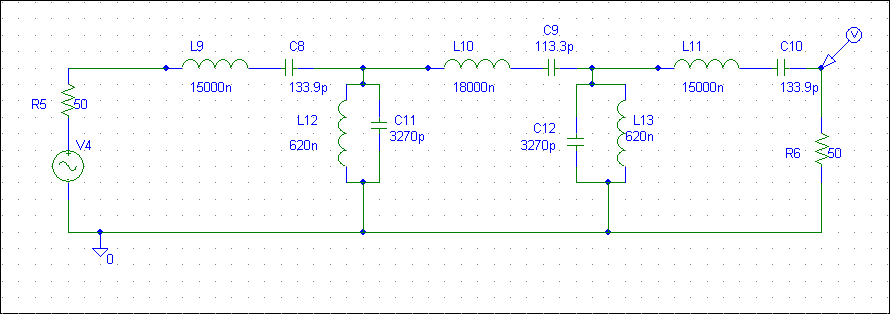 C9
113.3p
L9
C8
L10
L11
C10
V
15000n
133.9p
18000n
15000n
133.9p
R5
50
L12
C11
3270p
620n
C12
3270p
L13
620n
V4
R6
50
0